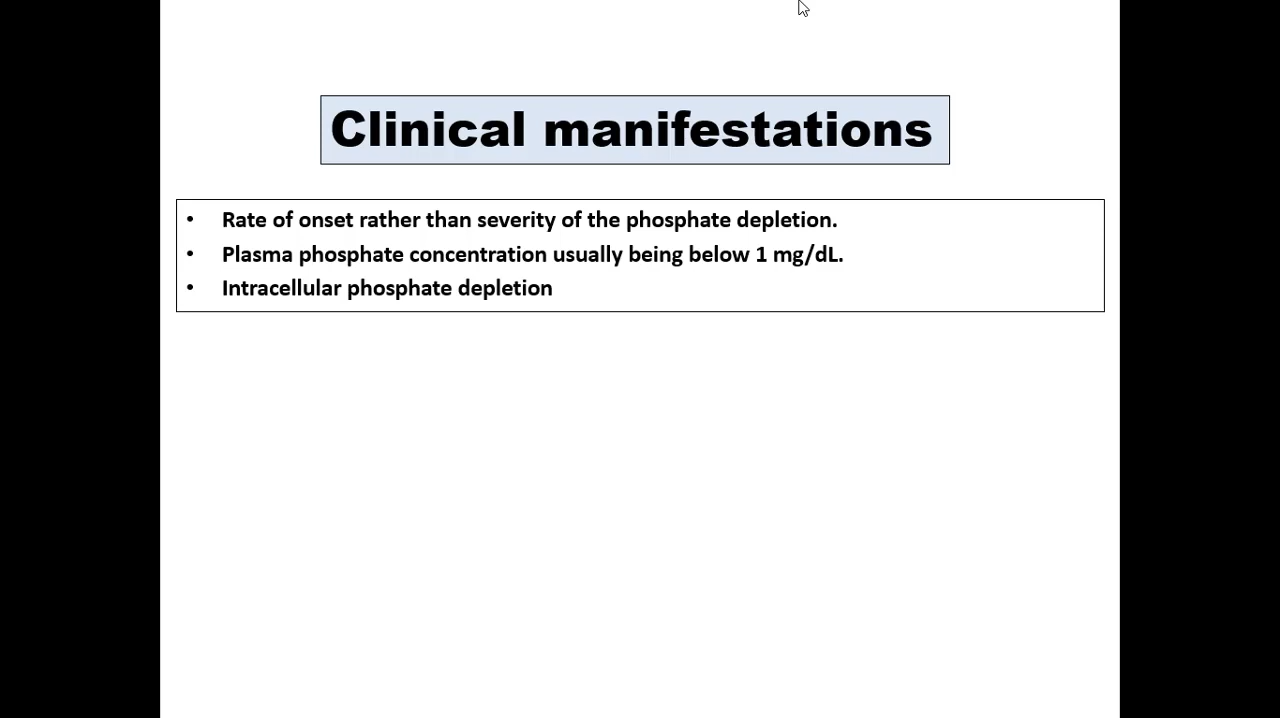 Clinical manifestations
• Rate of onset rather than severity of the phosphate depletion.
• Plasma phosphate concentration usually being below 1 mg/dL.
• Intracellular phosphate depletion